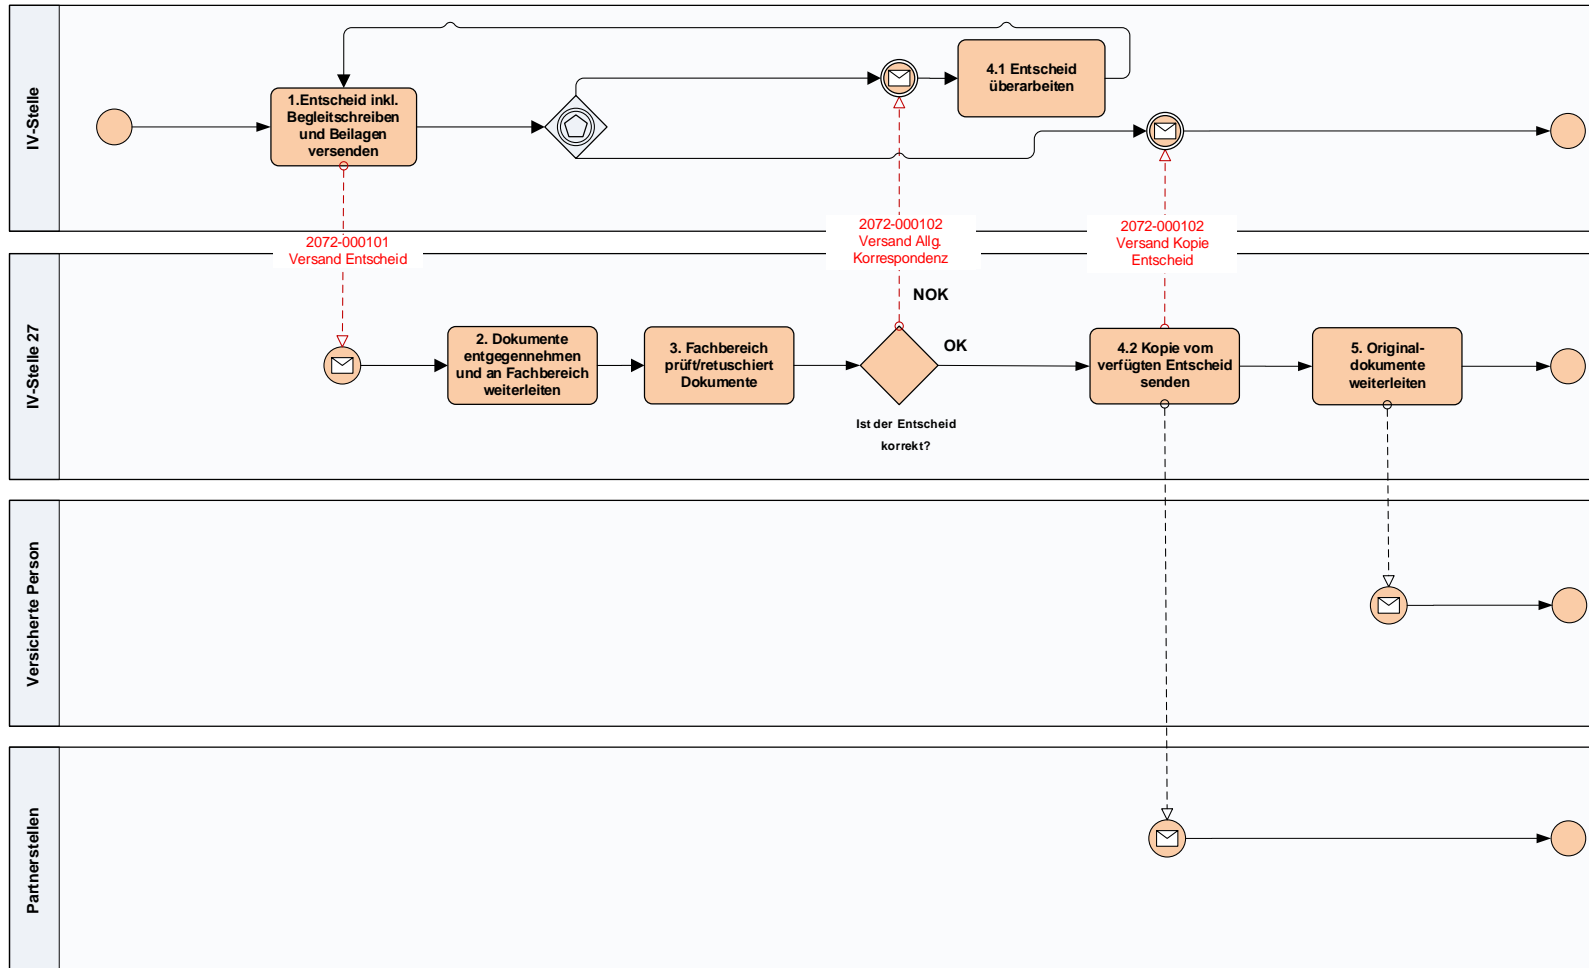 IV-Stelle
1.Entscheid inkl.
Begleitschreiben
und Beilagen
versenden
4.1 Entscheid
überarbeiten
2072-000101
Versand Entscheid
2072-000102
Versand Allg.
Korrespondenz
2072-000102
Versand Kopie
Entscheid
IV-Stelle 27
2. Dokumente
entgegennehmen
und an Fachbereich
weiterleiten
3. Fachbereich
prüft/retuschiert
Dokumente
NOK
OK
Ist der Entscheid
korrekt?
4.2 Kopie vom
verfügten Entscheid
senden
5. Original-
dokumente
weiterleiten
Versicherte Person
Partnerstellen